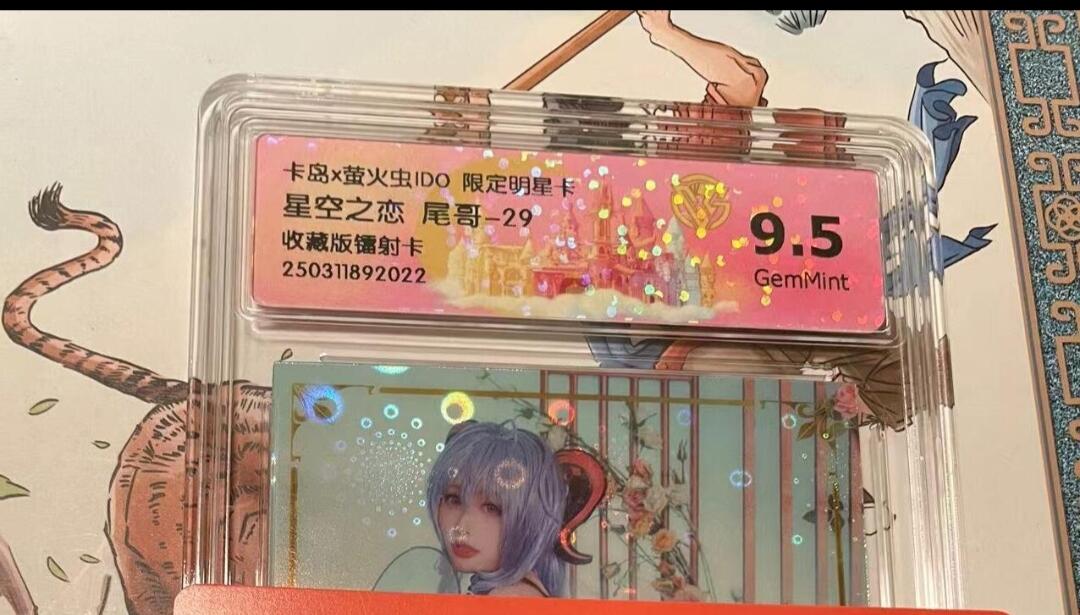 卡岛x萤火虫IDO 限定明星卡
星空之恋 尾哥-29
收藏版镭射卡
250311892022
9.5
GemMint